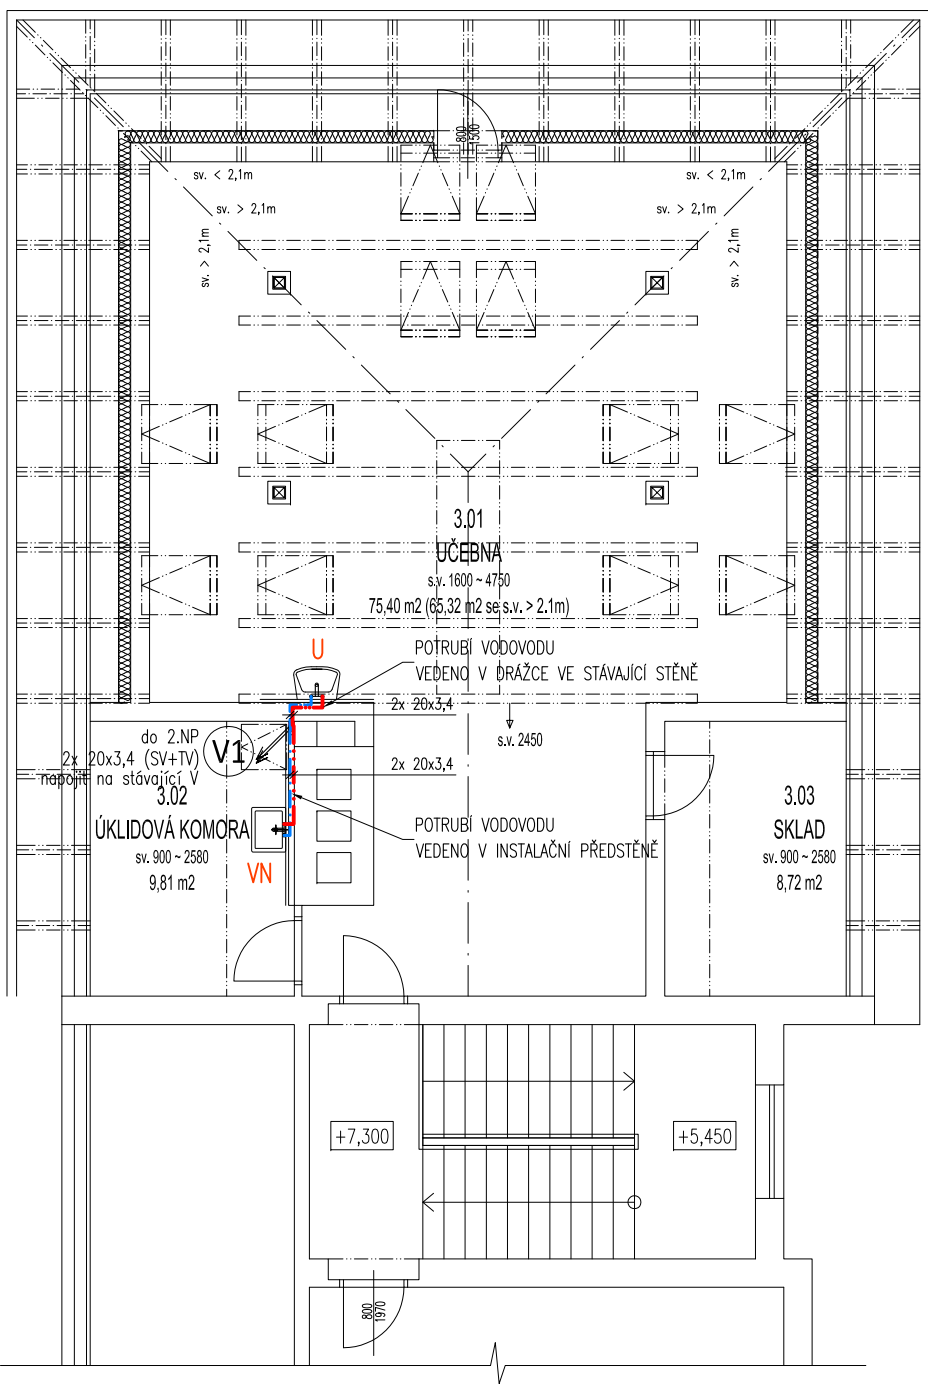 800
1500
sv. < 2,1m
sv. < 2,1m
sv. > 2,1m
sv. > 2,1m
sv. > 2,1m
sv. > 2,1m
3.01
UČEBNA
s.v. 1600 ~ 4750
75,40 m2 (65,32 m2 se s.v. > 2.1m)
U
POTRUBÍ VODOVODU
VEDENO V DRÁŽCE VE STÁVAJÍCÍ STĚNĚ
2x 20x3,4
s.v. 2450
do 2.NP
2x 20x3,4 (SV+TV)
napojit na stávající V
V1
2x 20x3,4
3.02
ÚKLIDOVÁ KOMORA
sv. 900 ~ 2580
9,81 m2
VN
POTRUBÍ VODOVODU
VEDENO V INSTALAČNÍ PŘEDSTĚNĚ
3.03
SKLAD
sv. 900 ~ 2580
8,72 m2
+7,300
+5,450
800
1970